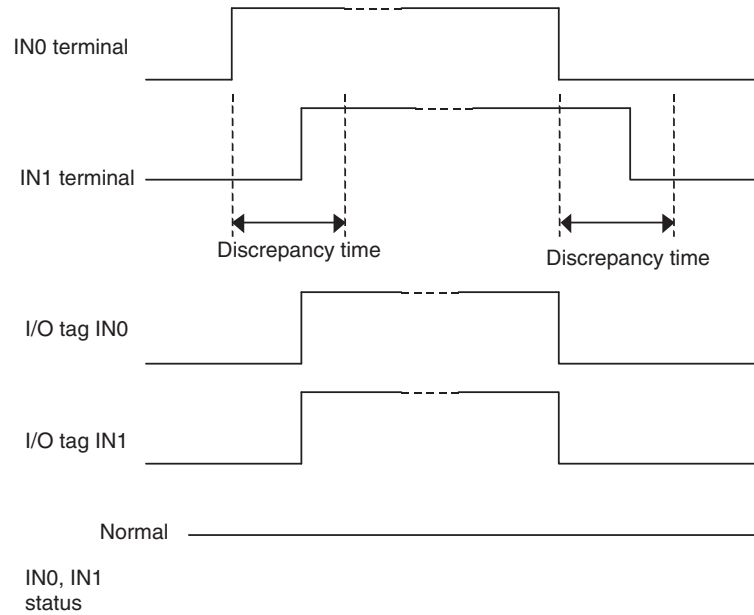 IN0 terminal
IN1 terminal
Discrepancy time
Discrepancy time
I/O tag IN0
I/O tag IN1
Normal
IN0, IN1
status